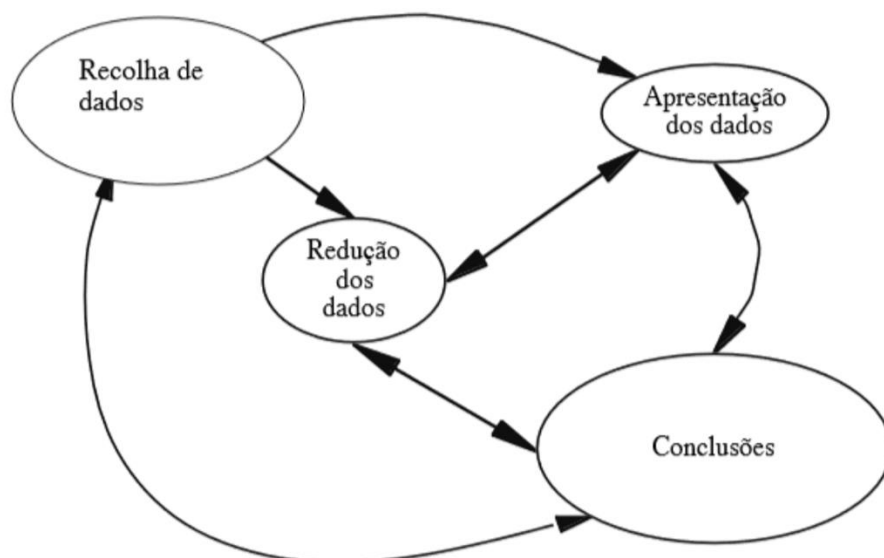 Recolha de
dados
Apresentação
dos dados
Redução
dos
dados
Conclusões